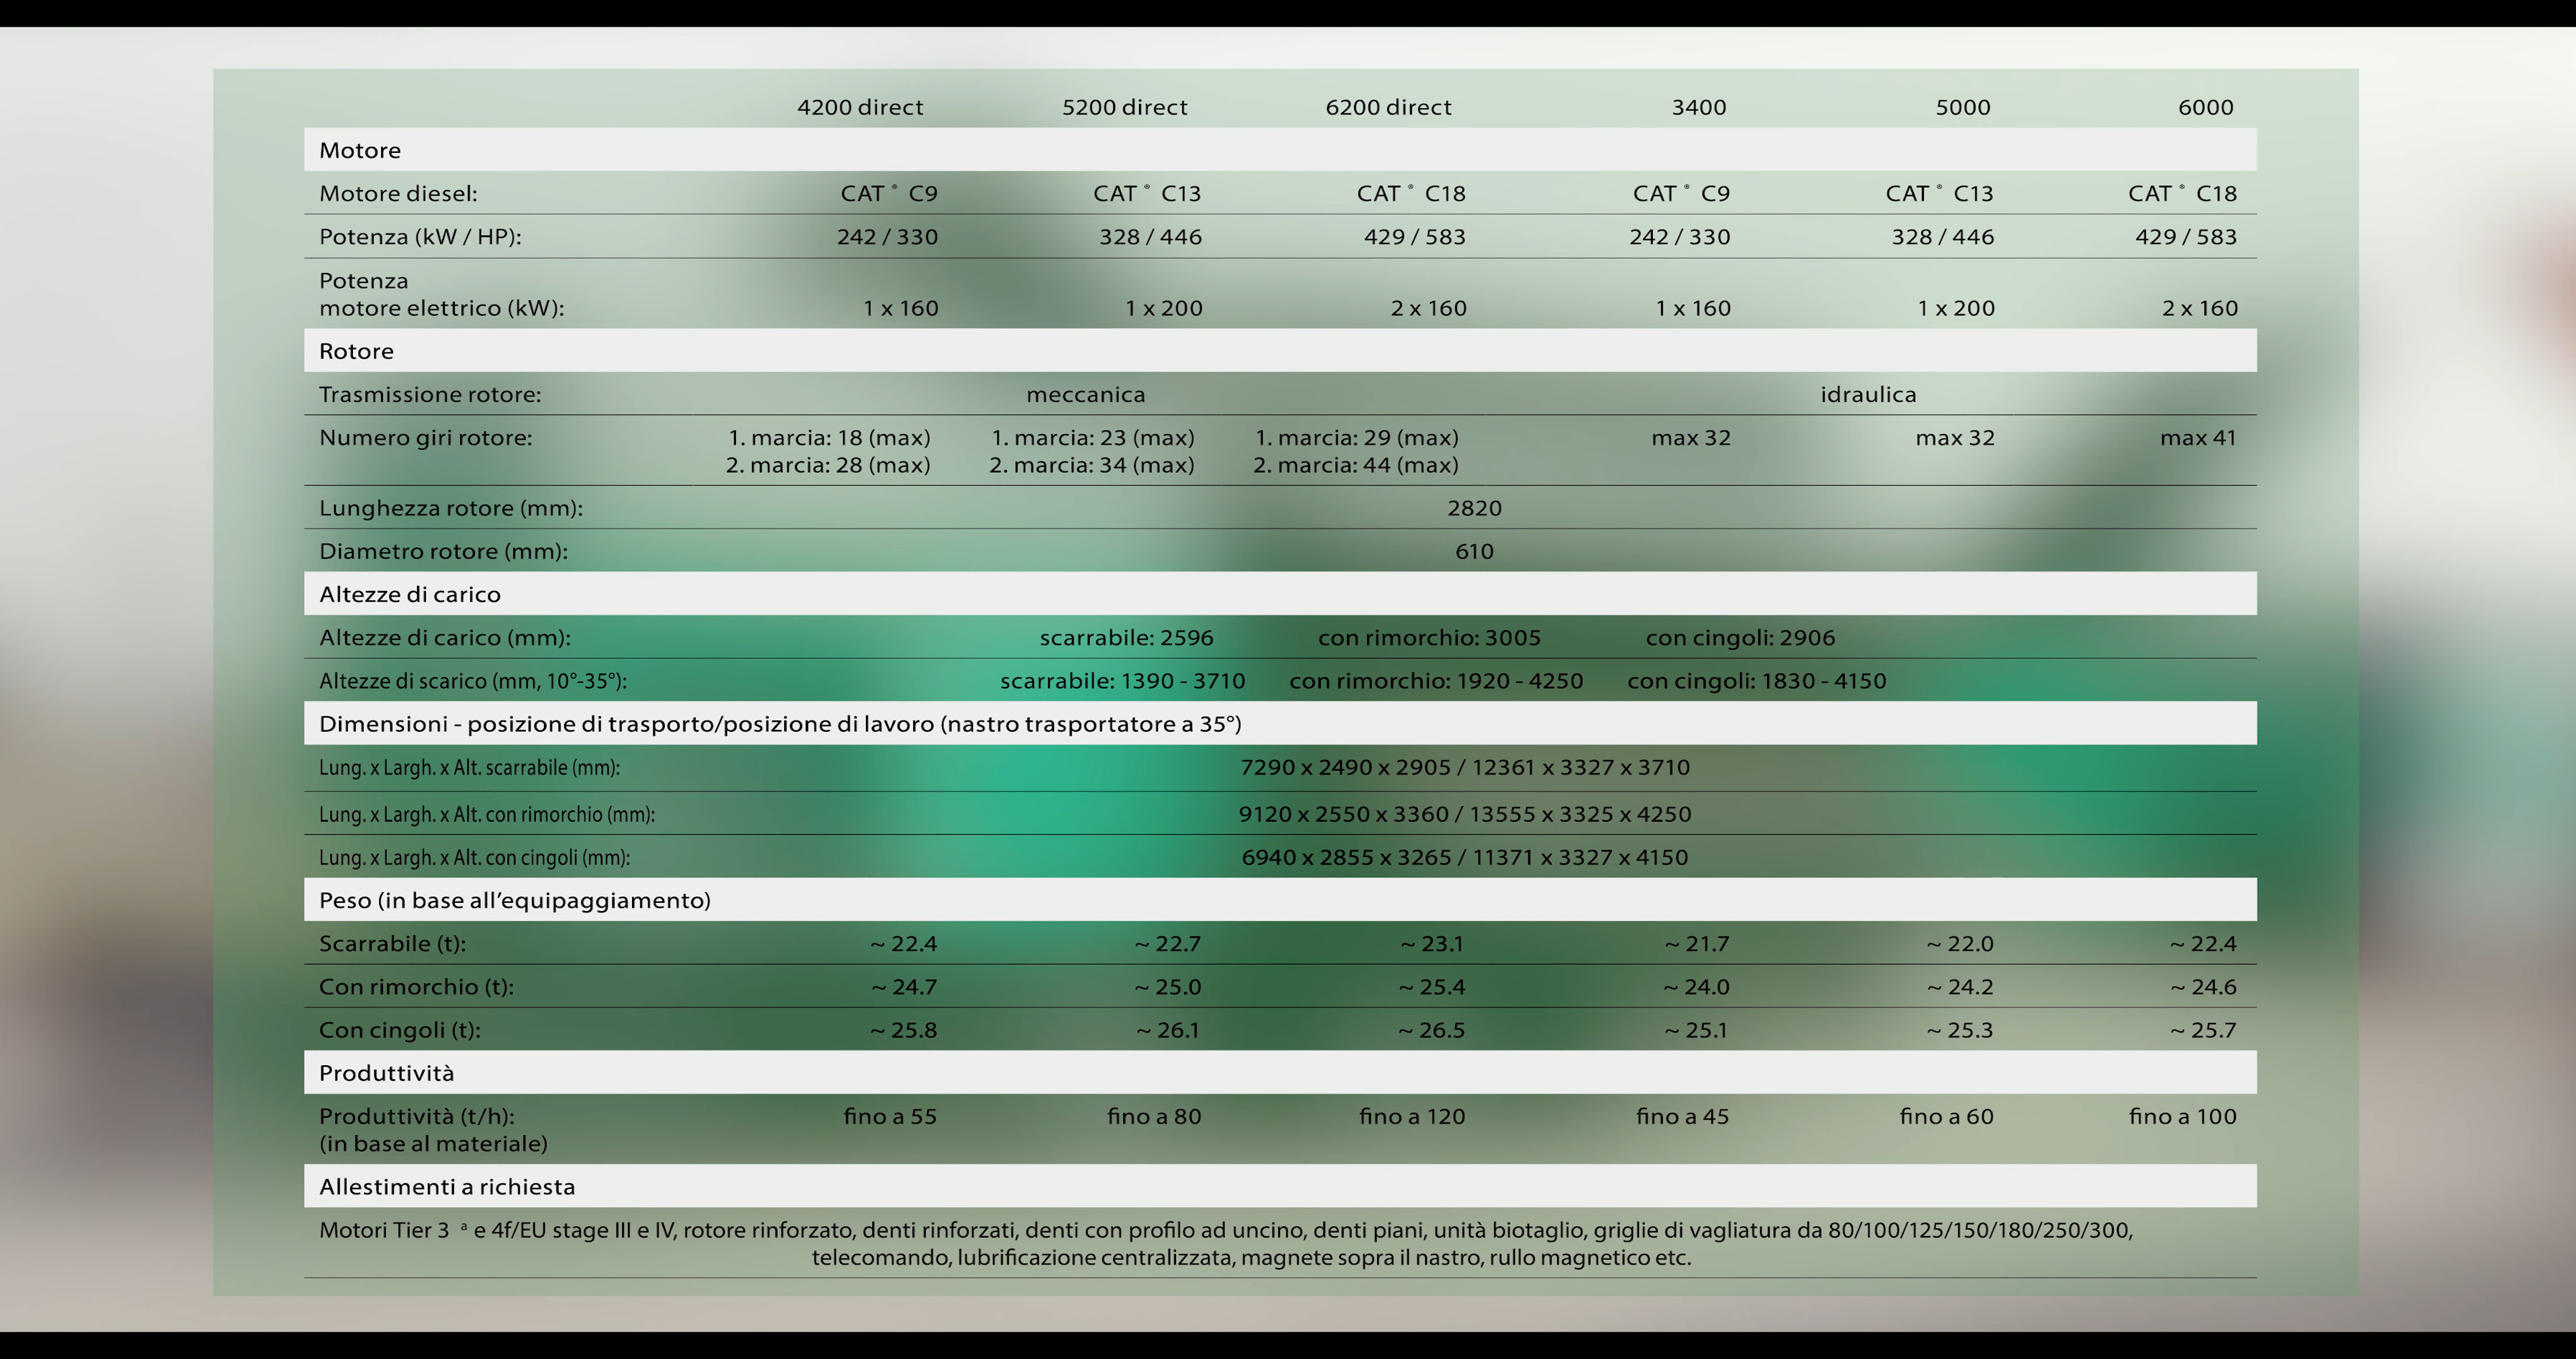 4200 direct 5200 direct 6200 direct 3400 5000 6000
Motore
Motore diesel: CAT® C9 CAT® C13 CAT® C18 CAT® C9 CAT® C13 CAT® C18
Potenza (kW / HP): 242 / 330 328 / 446 429 / 583 242 / 330 328 / 446 429 / 583
Potenza
motore elettrico (kW): 1 x 160 1 x 200 2 x 160 1 x 160 1 x 200 2 x 160
Rotore
Trasmissione rotore: meccanica idraulica
Numero giri rotore: 1. marcia: 18 (max) 1. marcia: 23 (max) 1. marcia: 29 (max) max 32 max 32 max 41
2. marcia: 28 (max) 2. marcia: 34 (max) 2. marcia: 44 (max)
Lunghezza rotore (mm): 2820
Diametro rotore (mm): 610
Altezze di carico
Altezze di carico (mm): scarrabile: 2596 con rimorchio: 3005 con cingoli: 2906
Altezze di scarico (mm, 10°-35°): scarrabile: 1390 - 3710 con rimorchio: 1920 - 4250 con cingoli: 1830 - 4150
Dimensioni - posizione di trasporto/posizione di lavoro (nastro trasportatore a 35°)
Lung. x Largh. x Alt. scarrabile (mm): 7290 x 2490 x 2905 / 12361 x 3327 x 3710
Lung. x Largh. x Alt. con rimorchio (mm): 9120 x 2550 x 3360 / 13555 x 3325 x 4250
Lung. x Largh. x Alt. con cingoli (mm): 6940 x 2855 x 3265 / 11371 x 3327 x 4150
Peso (in base all’equipaggiamento)
Scarrabile (t): ~ 22.4 ~ 22.7 ~ 23.1 ~ 21.7 ~ 22.0 ~ 22.4
Con rimorchio (t): ~ 24.7 ~ 25.0 ~ 25.4 ~ 24.0 ~ 24.2 ~ 24.6
Con cingoli (t): ~ 25.8 ~ 26.1 ~ 26.5 ~ 25.1 ~ 25.3 ~ 25.7
Produttività
Produttività (t/h): fino a 55 fino a 80 fino a 120 fino a 45 fino a 60 fino a 100
(in base al materiale)
Allestimenti a richiesta
Motori Tier 3 ª e 4f/EU stage III e IV, rotore rinforzato, denti rinforzati, denti con profilo ad uncino, denti piani, unità biotaglio, griglie di vagliatura da 80/100/125/150/180/250/300,
telecomando, lubrificazione centralizzata, magnete sopra il nastro, rullo magnetico etc.